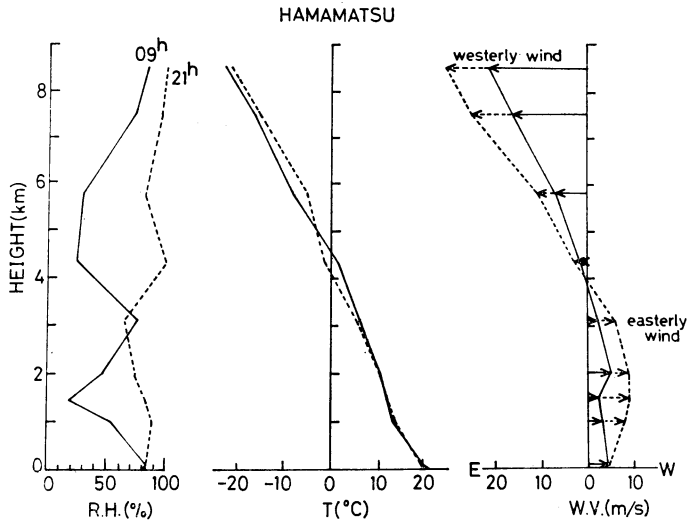 HAMAMATSU
09h
21h
westerly wind
easterly
wind
HEIGHT(km)
8
6
4
2
0
0 50 100
R.H.(%)
-20 -10 0 10 20
T(°C)
E 20 10 0 10 W
W.V.(m/s)